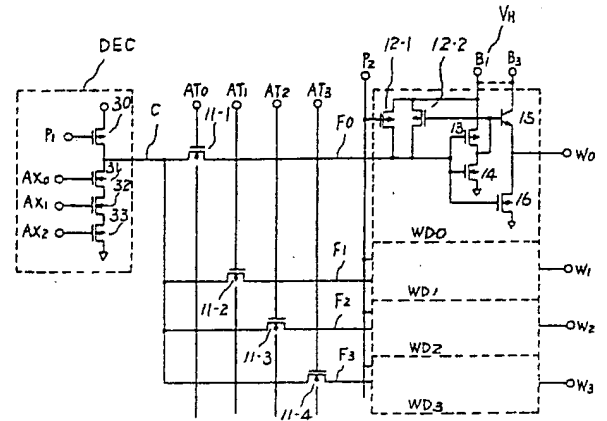 DEC
VH
P2 12-1 12-2 B1 B3
AT0 AT1 AT2 AT3
30
P1
C
11-1
F0
13
15
W0
AX0 31
14
AX1 32
16
AX2 33
WD0
F1
11-2
WD1
W1
F2
11-3
WD2
W2
F3
11-4
WD3
W3